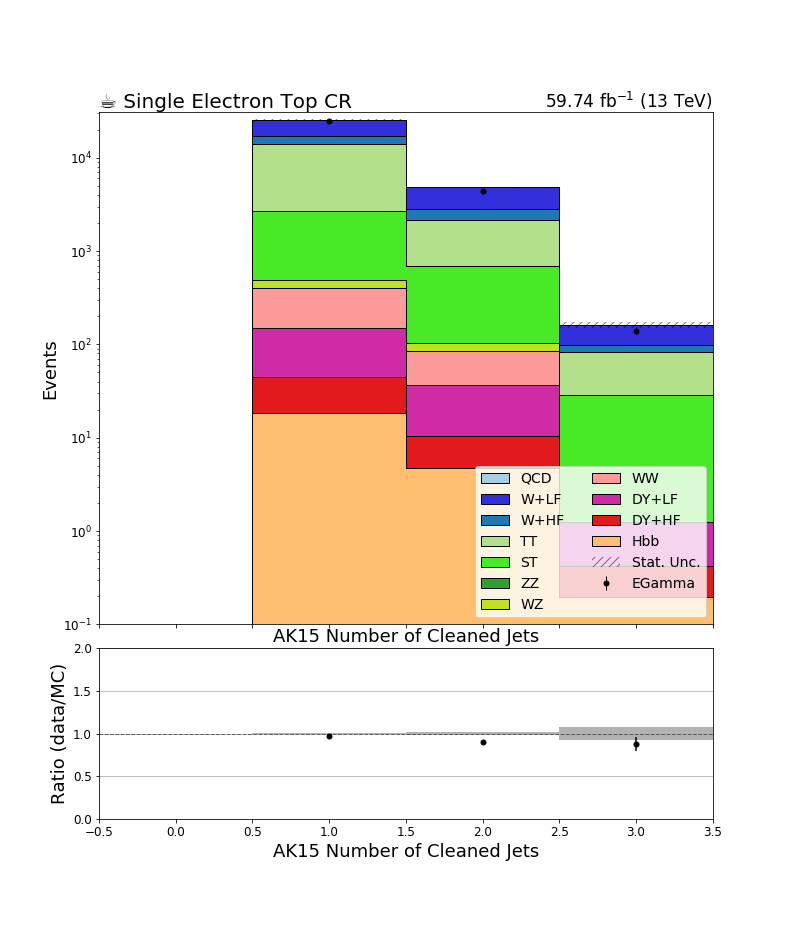 ☕ Single Electron Top CR 59.74 fb⁻¹ (13 TeV)
Events
10⁴
10³
10²
10¹
10⁰
10⁻¹
QCD
W+LF
W+HF
TT
ST
ZZ
WZ
WW
DY+LF
DY+HF
Hbb
Stat. Unc.
EGamma
AK15 Number of Cleaned Jets
Ratio (data/MC)
2.0
1.5
1.0
0.5
0.0
−0.5 0.0 0.5 1.0 1.5 2.0 2.5 3.0 3.5
AK15 Number of Cleaned Jets